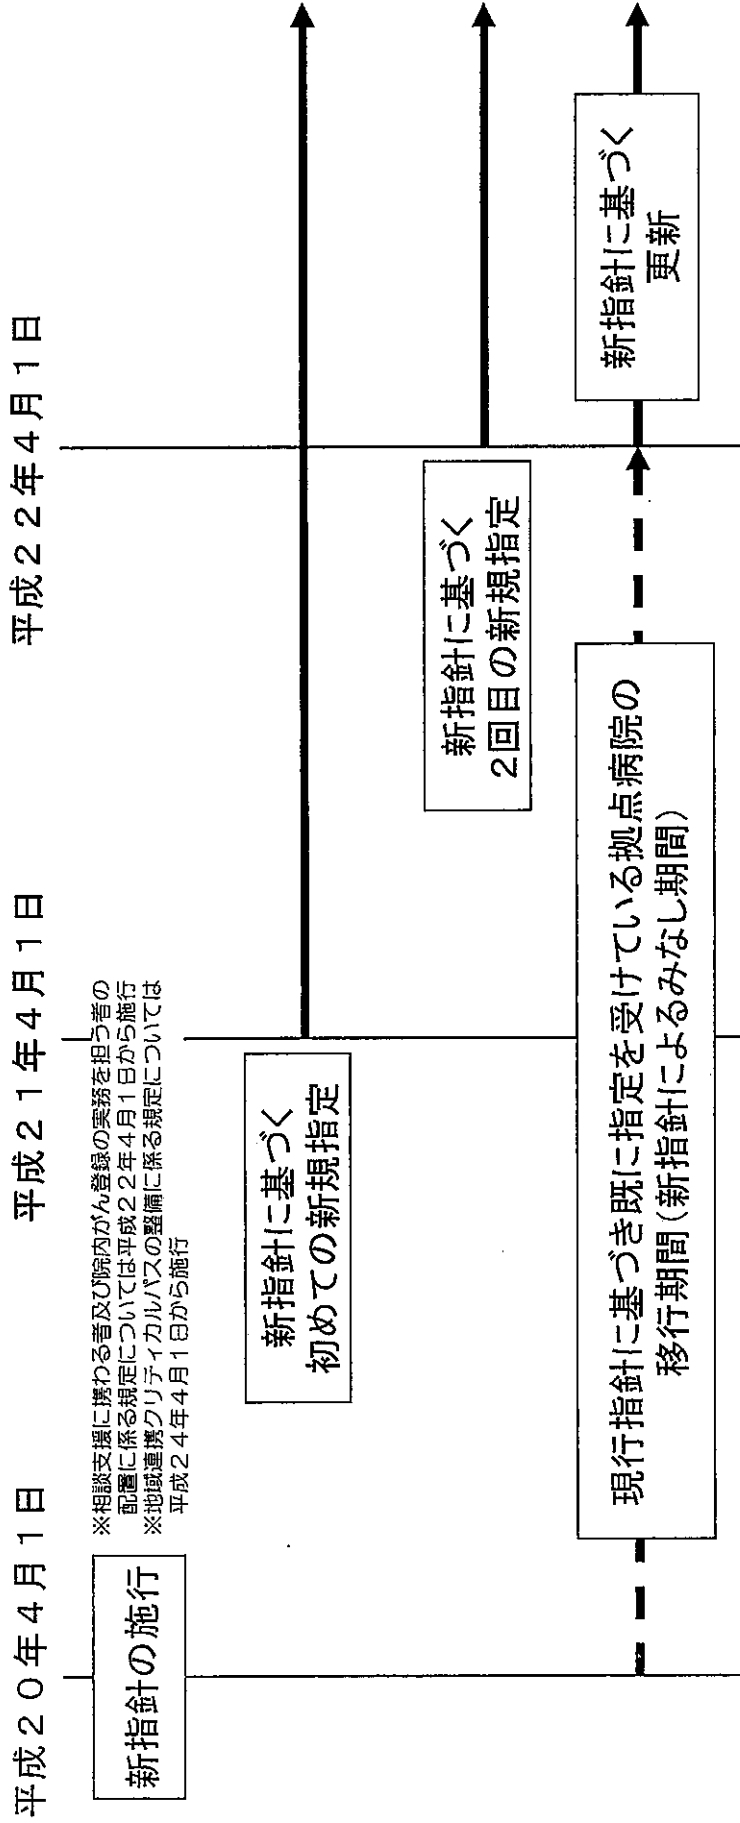 平成２０年４月１日
平成２１年４月１日
平成２２年４月１日
新指針の施行
※相談支援に携わる者及び院内がん登録の実務を担う者の
配置に係る規定については平成２２年４月１日から施行
※地域連携クリティカルパスの整備に係る規定については
平成２４年４月１日から施行
新指針に基づく
初めての新規指定
新指針に基づく
２回目の新規指定
現行指針に基づき既に指定を受けている拠点病院の
移行期間（新指針によるみなし期間）
新指針に基づく
更新